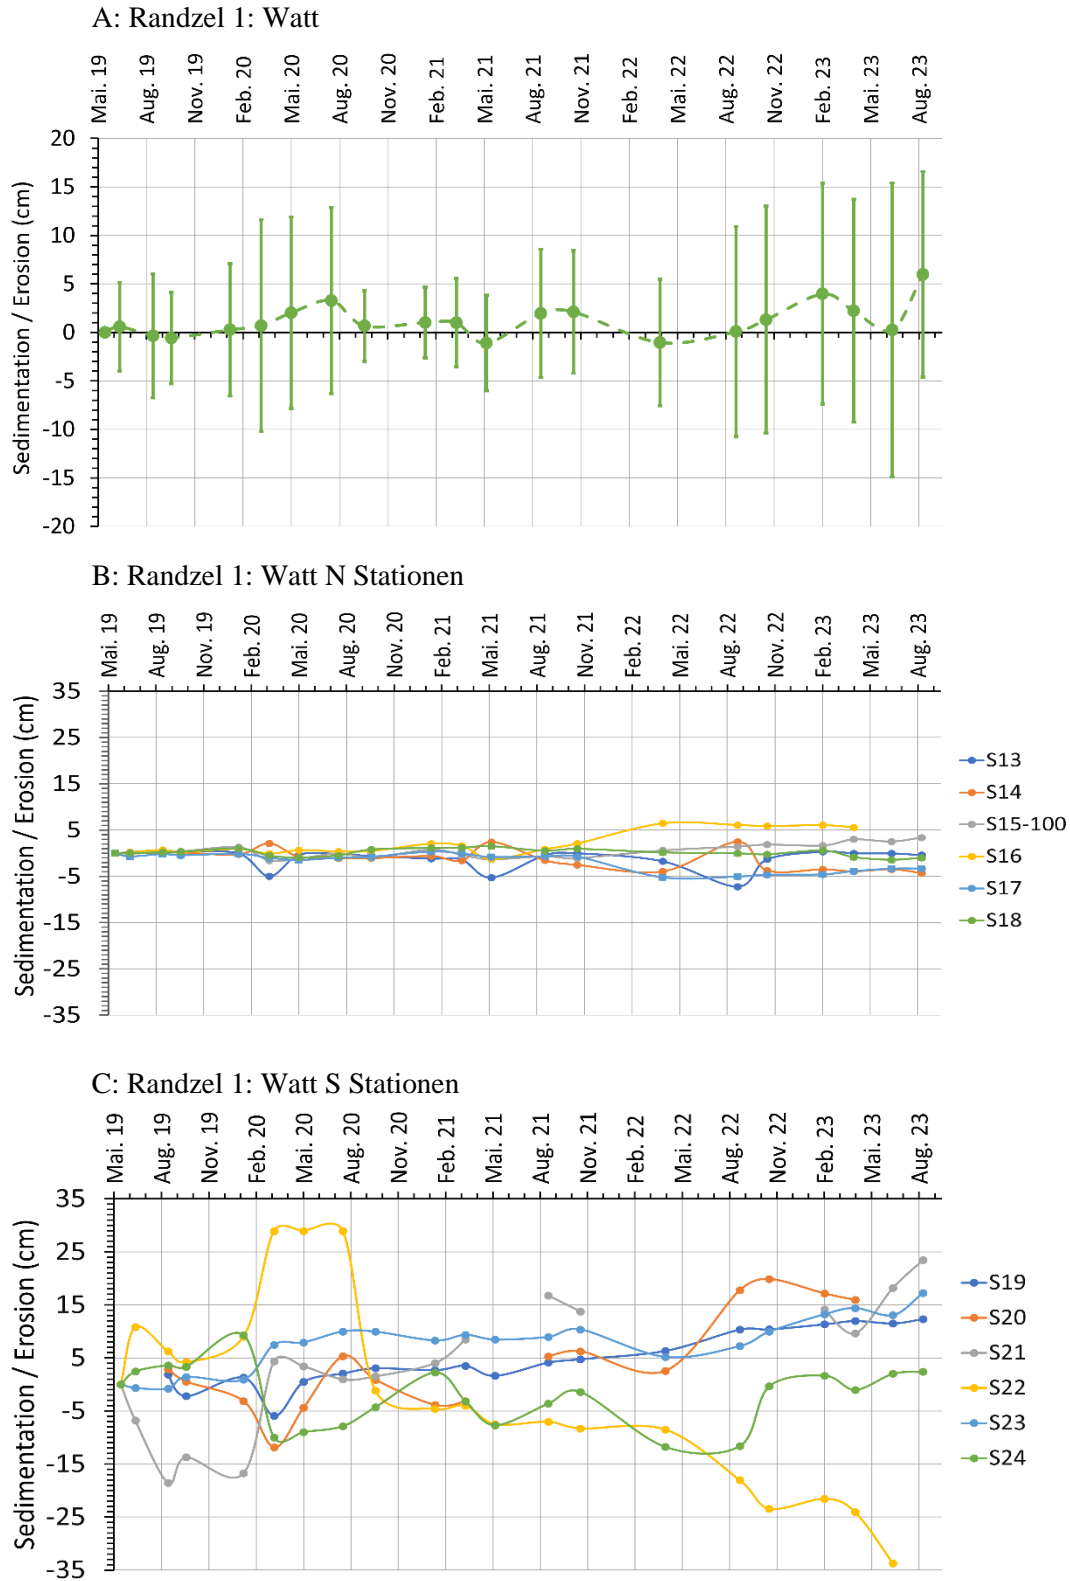 A: Randzel 1: Watt
Mai. 19 Aug. 19 Nov. 19 Feb. 20 Mai. 20 Aug. 20 Nov. 20 Feb. 21 Mai. 21 Aug. 21 Nov. 21 Feb. 22 Mai. 22 Aug. 22 Nov. 22 Feb. 23 Mai. 23 Aug. 23
Sedimentation / Erosion (cm)
20
15
10
5
0
-5
-10
-15
-20
B: Randzel 1: Watt N Stationen
Mai. 19 Aug. 19 Nov. 19 Feb. 20 Mai. 20 Aug. 20 Nov. 20 Feb. 21 Mai. 21 Aug. 21 Nov. 21 Feb. 22 Mai. 22 Aug. 22 Nov. 22 Feb. 23 Mai. 23 Aug. 23
Sedimentation / Erosion (cm)
35
25
15
5
-5
-15
-25
-35
S13
S14
S15-100
S16
S17
S18
C: Randzel 1: Watt S Stationen
Mai. 19 Aug. 19 Nov. 19 Feb. 20 Mai. 20 Aug. 20 Nov. 20 Feb. 21 Mai. 21 Aug. 21 Nov. 21 Feb. 22 Mai. 22 Aug. 22 Nov. 22 Feb. 23 Mai. 23 Aug. 23
Sedimentation / Erosion (cm)
35
25
15
5
-5
-15
-25
-35
S19
S20
S21
S22
S23
S24